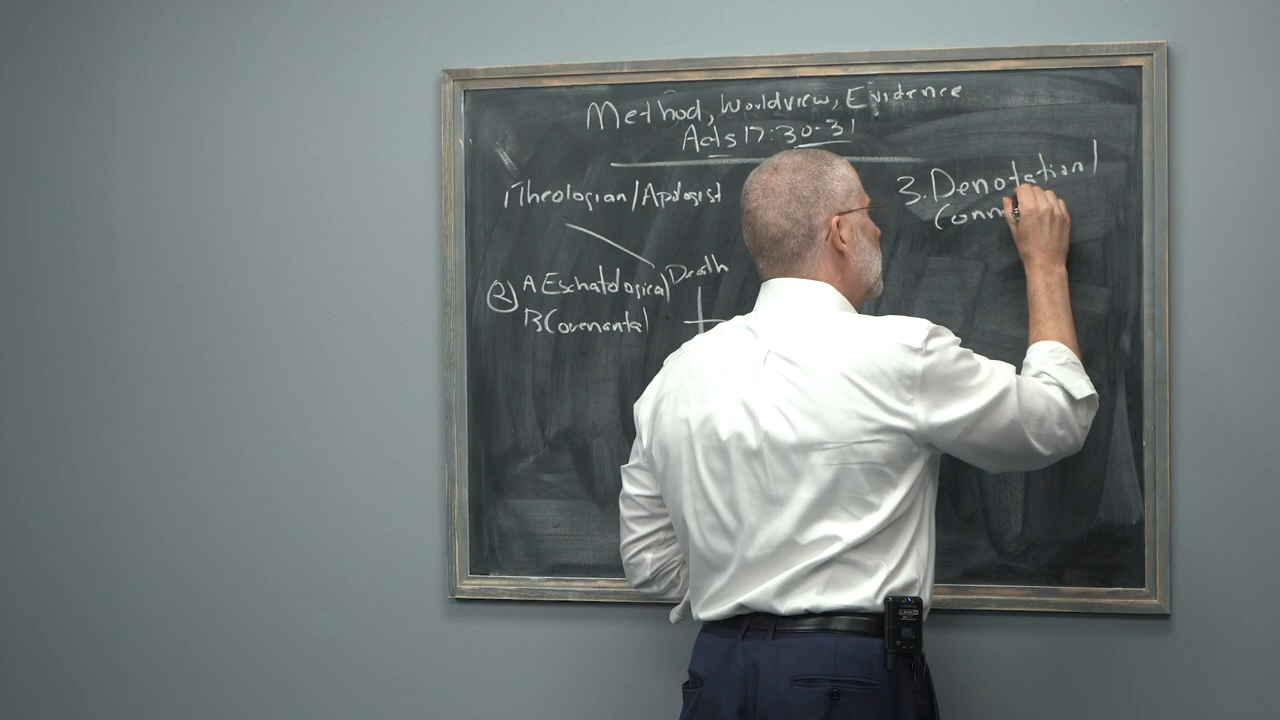 Method, Worldview, Evidence
Acts 17:30-31
1 Theologian/Apologist
Death
2 A Eschatological
B Covenantal
3. Denotation/
Conn